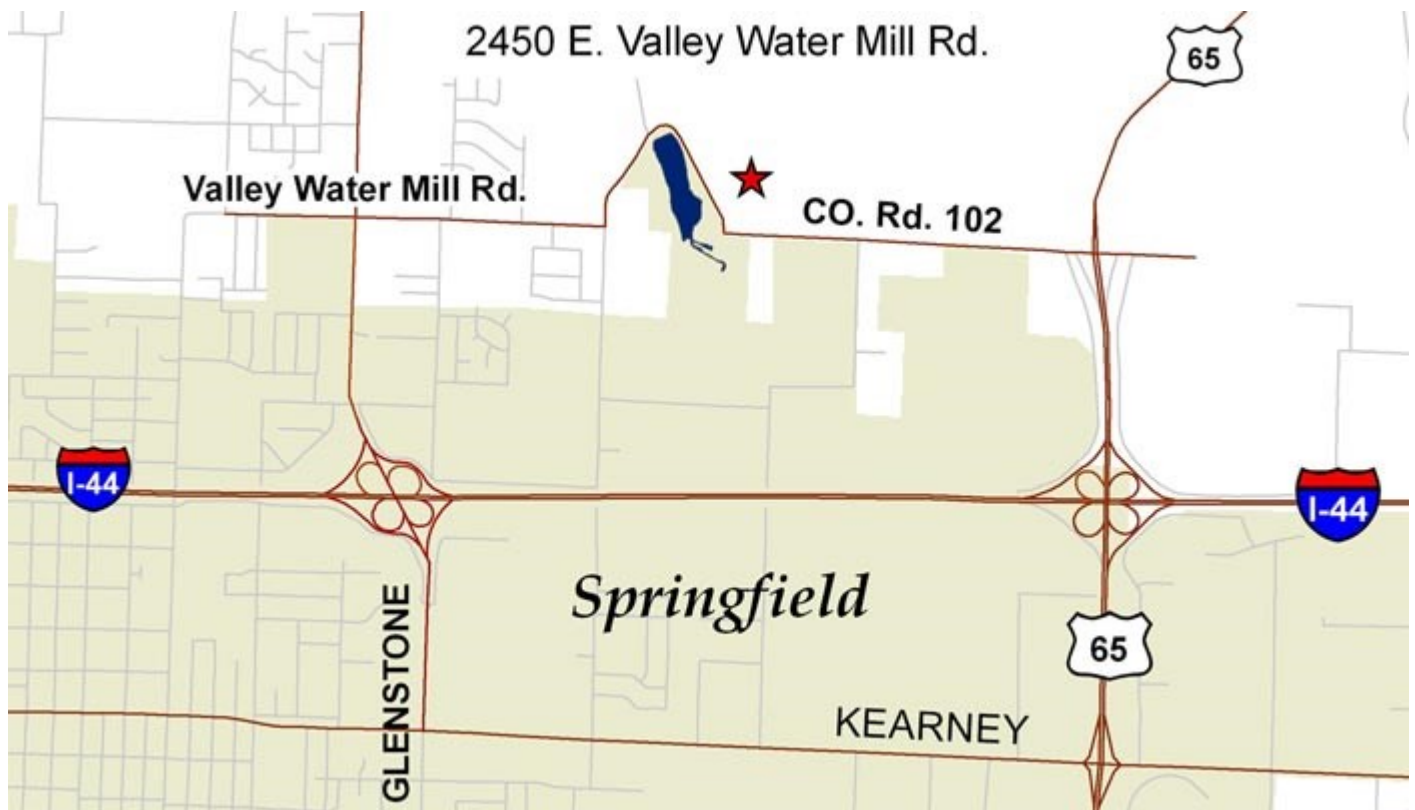 2450 E. Valley Water Mill Rd.
65
Valley Water Mill Rd.
CO. Rd. 102
I-44
I-44
Springfield
GLENSTONE
65
KEARNEY